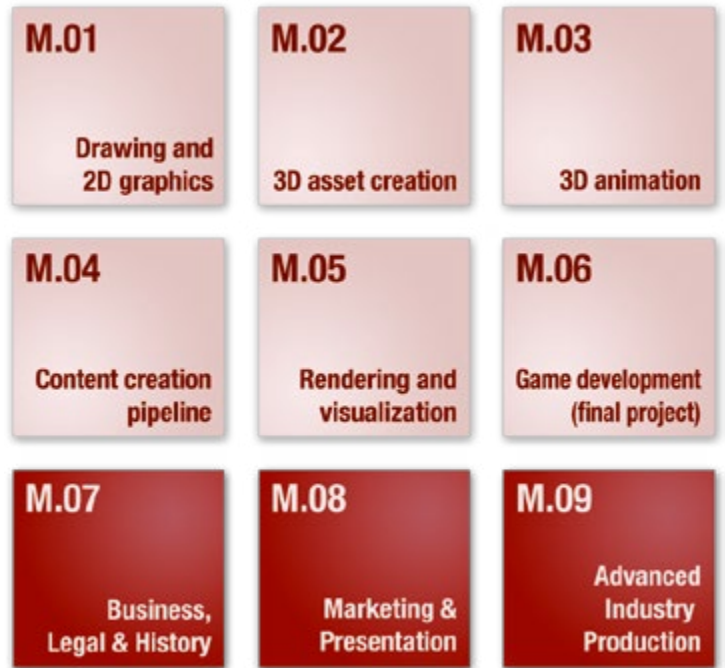 M.01
Drawing and
2D graphics
M.02
3D asset creation
M.03
3D animation
M.04
Content creation
pipeline
M.05
Rendering and
visualization
M.06
Game development
(final project)
M.07
Business,
Legal & History
M.08
Marketing &
Presentation
M.09
Advanced
Industry
Production